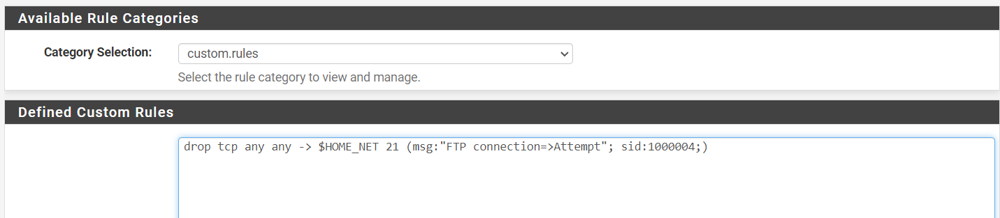 Available Rule Categories
Category Selection: custom.rules
Select the rule category to view and manage.
Defined Custom Rules
drop tcp any any -> $HOME_NET 21 (msg:"FTP connection=>Attempt"; sid:1000004;)